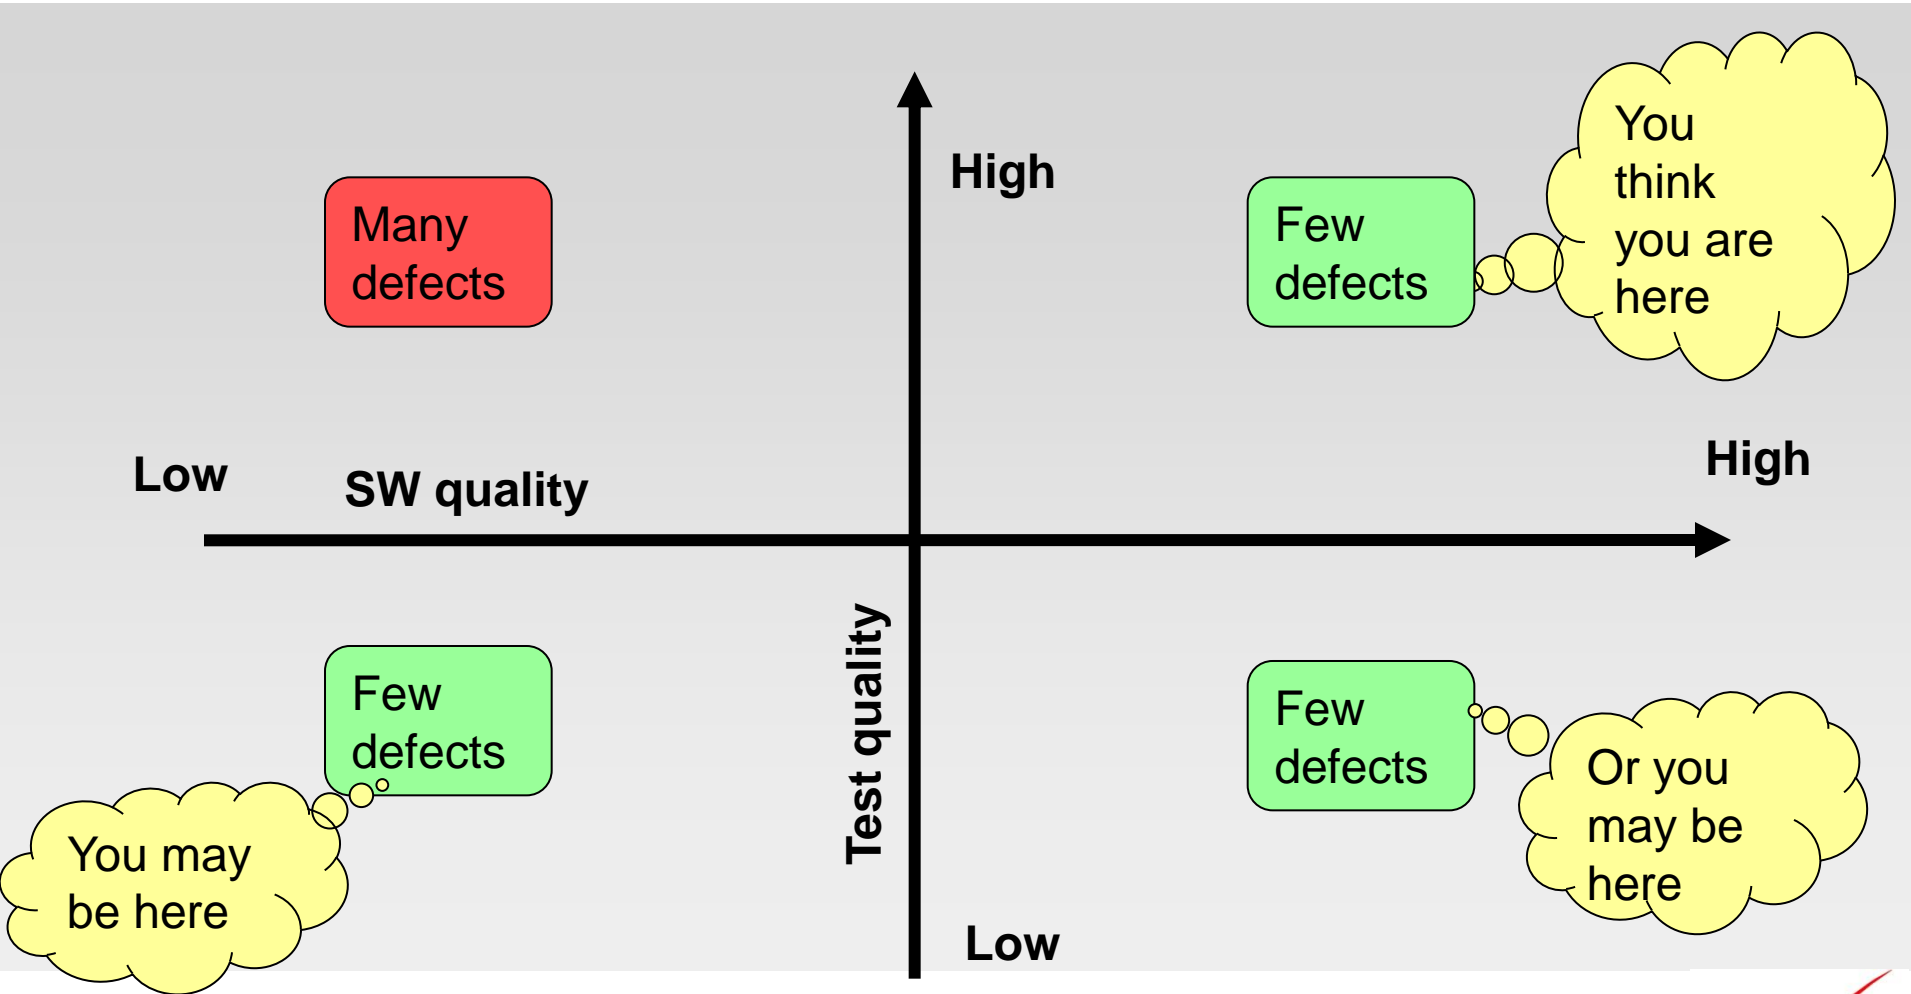 High
Many
defects
Few
defects
You
think
you are
here
Low
SW quality
High
Few
defects
You may
be here
Test quality
Few
defects
Or you
may be
here
Low